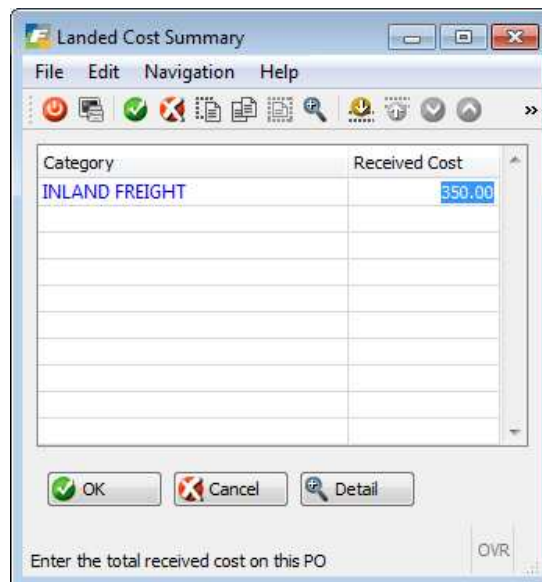 Landed Cost Summary
File Edit Navigation Help
»
Category Received Cost
INLAND FREIGHT 350.00
OK Cancel Detail
Enter the total received cost on this PO OVR